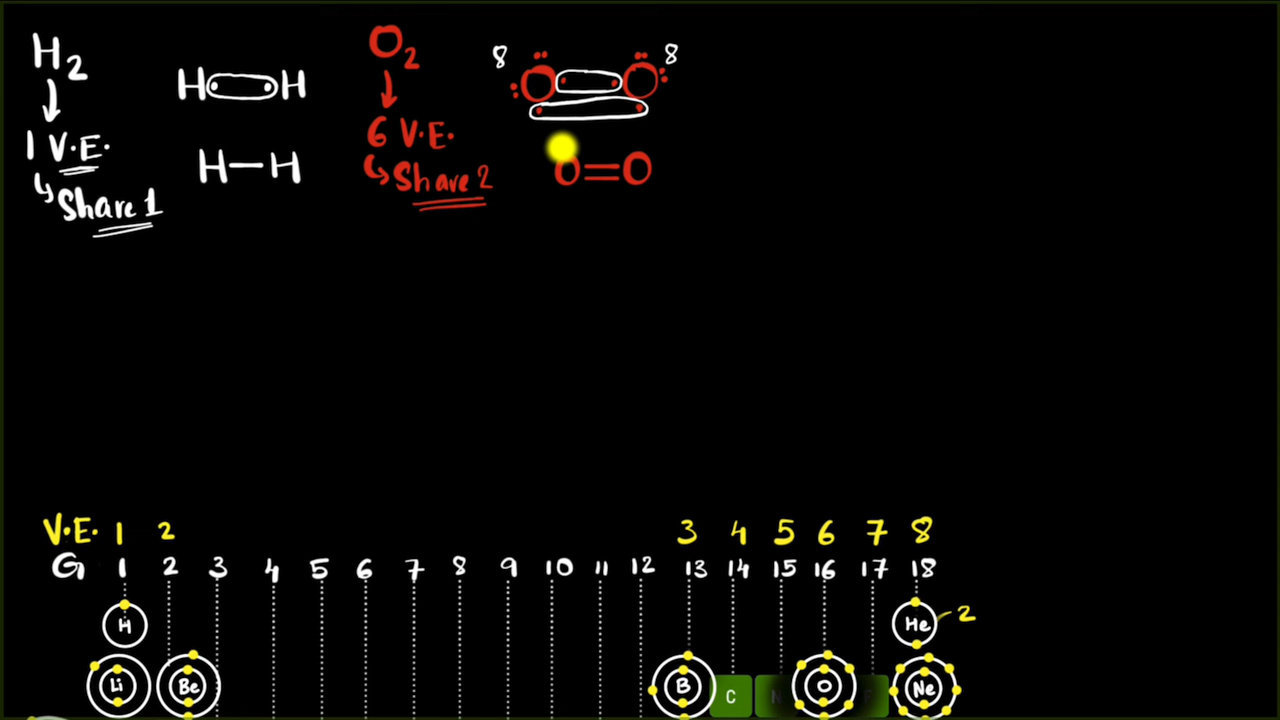 H2
1 V.E.
Share 1
H H
H—H
O2
6 V.E.
Share 2
8 O O 8
O=O
V.E. 1 2 3 4 5 6 7 8
G 1 2 3 4 5 6 7 8 9 10 11 12 13 14 15 16 17 18
H He 2
Li Be B C N O F Ne